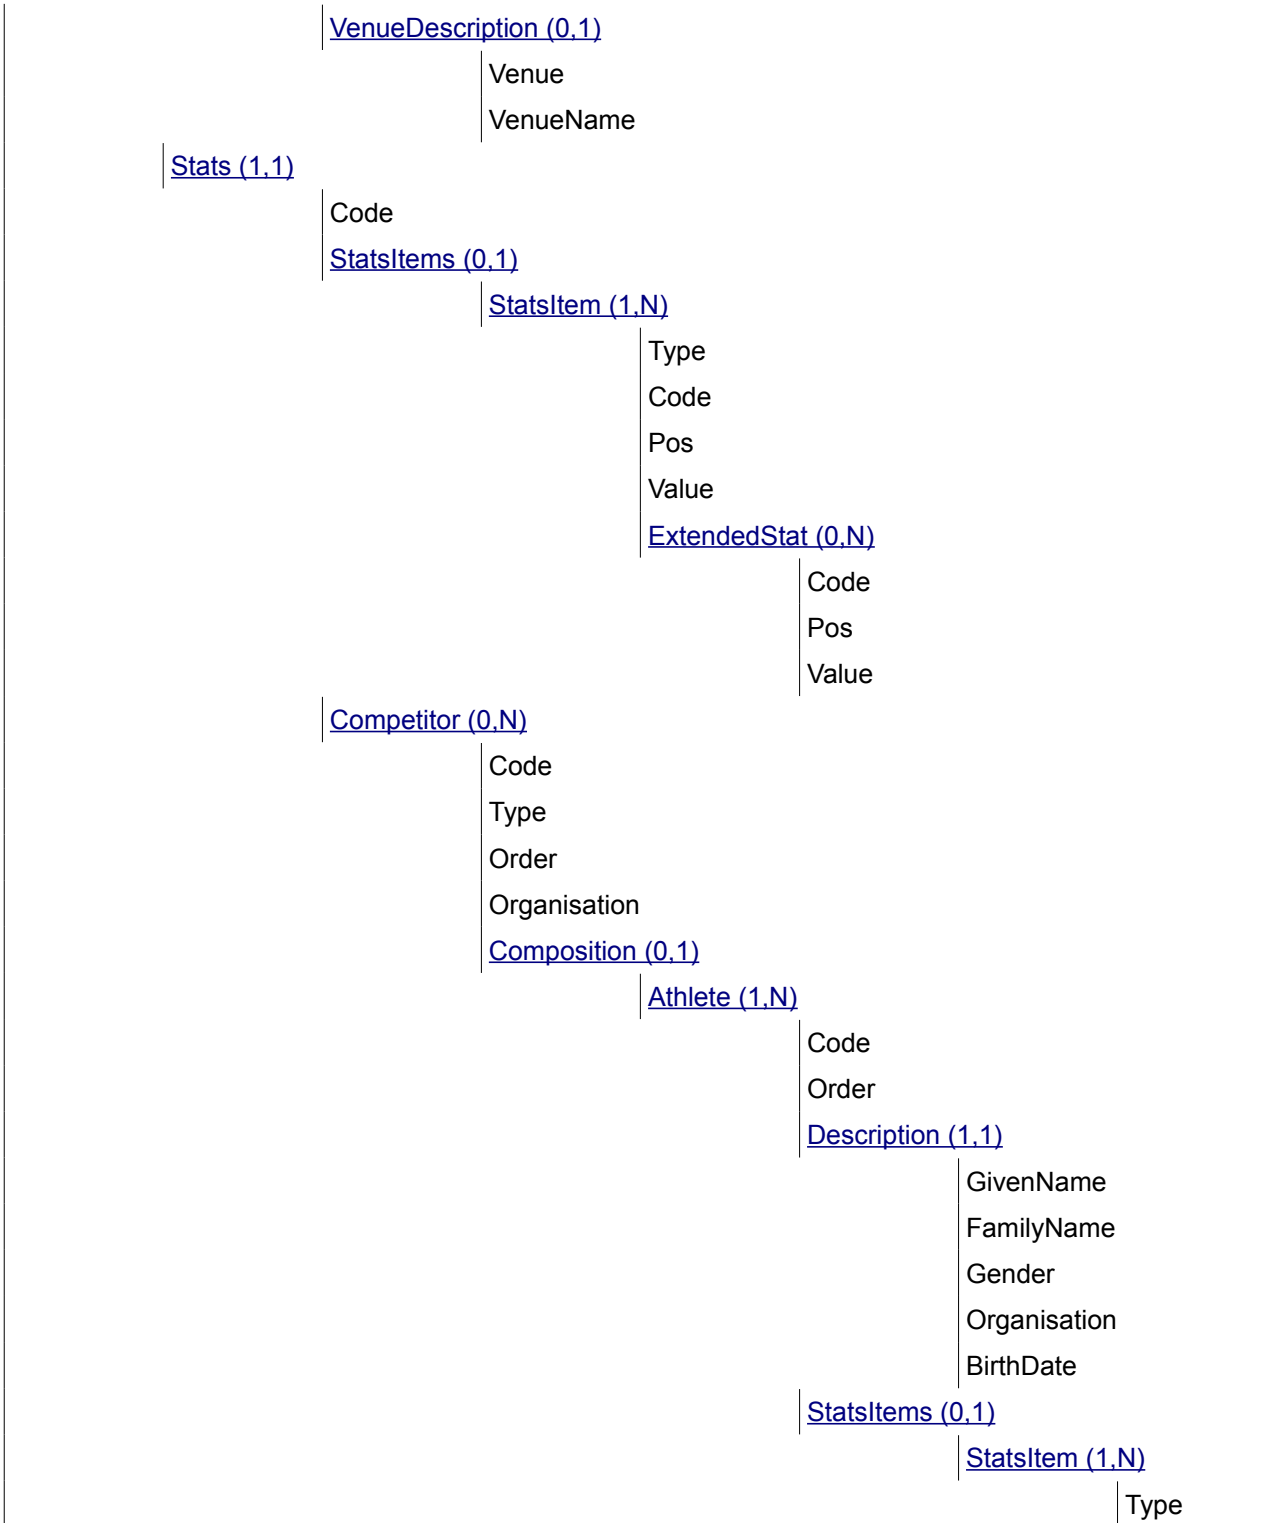 VenueDescription (0,1)
Venue
VenueName
Stats (1,1)
Code
StatsItems (0,1)
StatsItem (1,N)
Type
Code
Pos
Value
ExtendedStat (0,N)
Code
Pos
Value
Competitor (0,N)
Code
Type
Order
Organisation
Composition (0,1)
Athlete (1,N)
Code
Order
Description (1,1)
GivenName
FamilyName
Gender
Organisation
BirthDate
StatsItems (0,1)
StatsItem (1,N)
Type